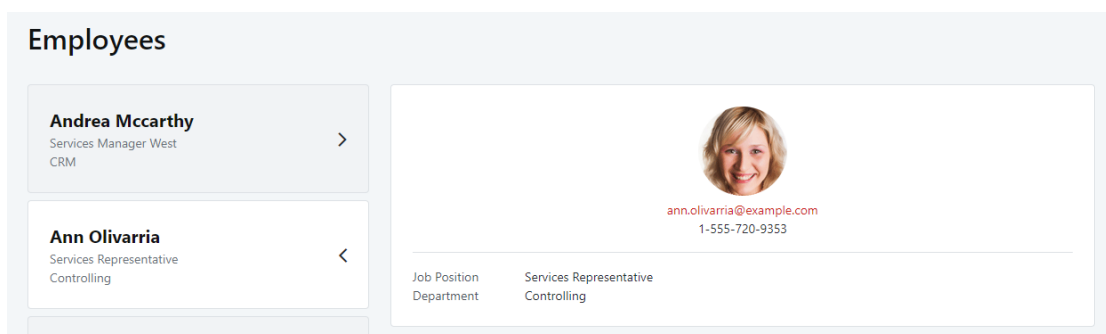 Employees
Andrea Mccarthy
Services Manager West
CRM
Ann Olivarria
Services Representative
Controlling
ann.olivarria@example.com
1-555-720-9353
Job Position Services Representative
Department Controlling